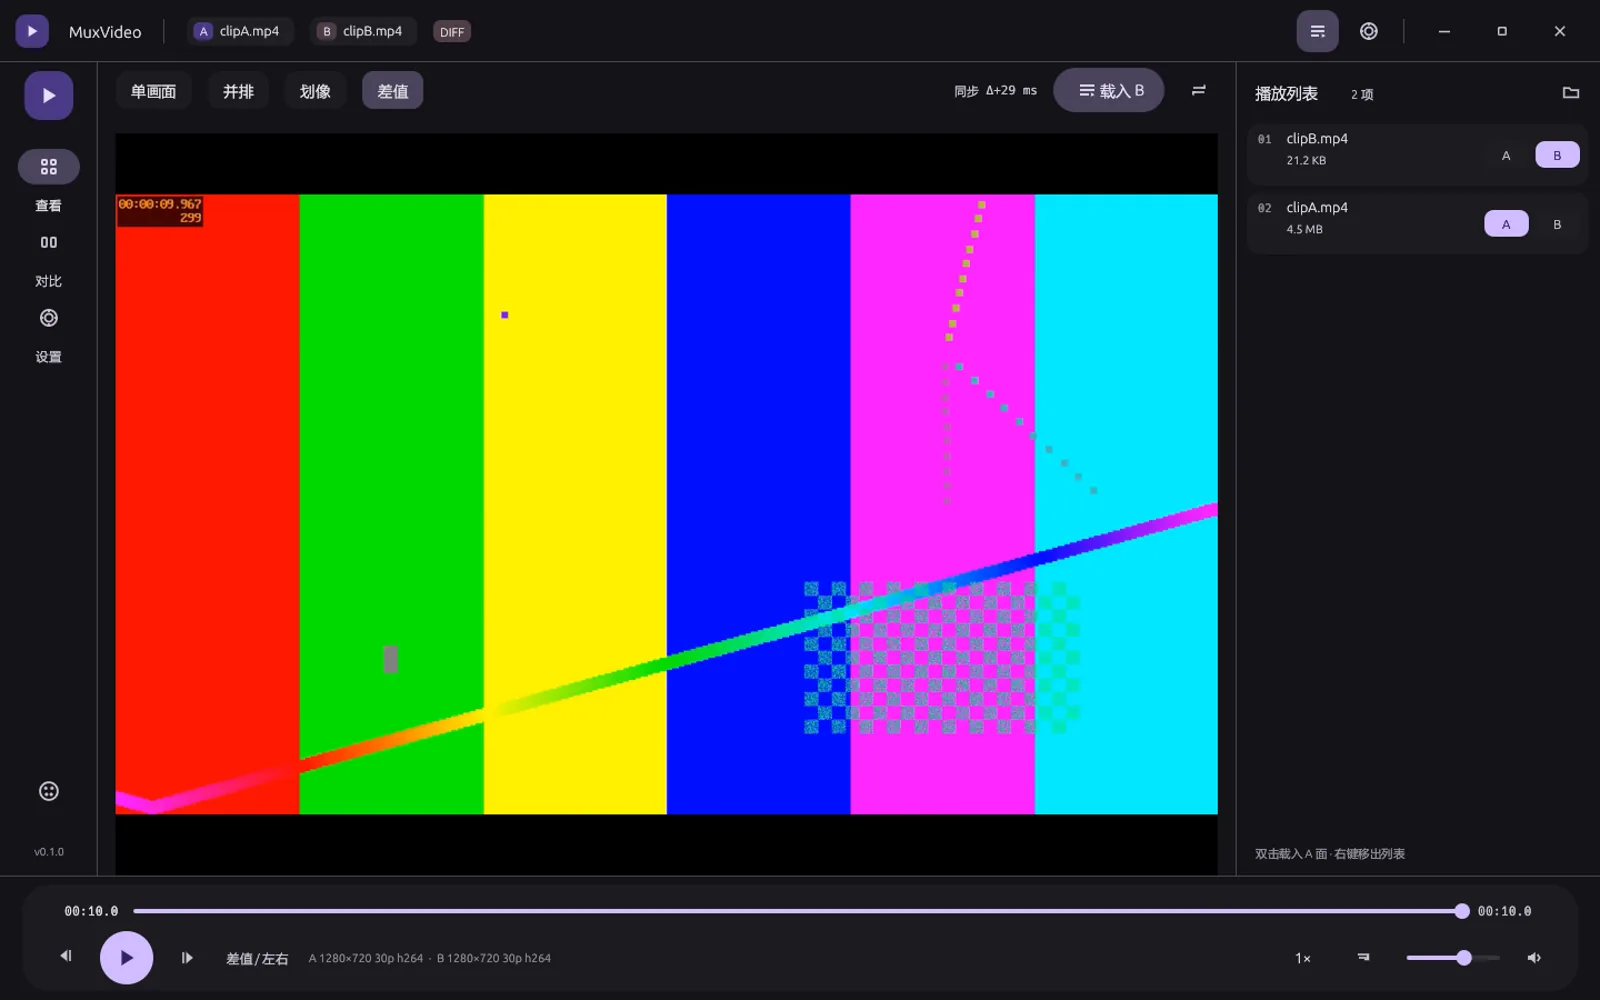 MuxVideo
A clipA.mp4
B clipB.mp4
DIFF
单画面
并排
划像
差值
同步 Δ+29 ms
载入 B
播放列表
2 项
查看
对比
设置
v0.1.0
00:00:09.967
299
01
clipB.mp4
21.2 KB
A
B
02
clipA.mp4
4.5 MB
A
B
双击载入 A 面 · 右键移出列表
00:10.0
00:10.0
差值/左右
A 1280×720 30p h264 · B 1280×720 30p h264
1×